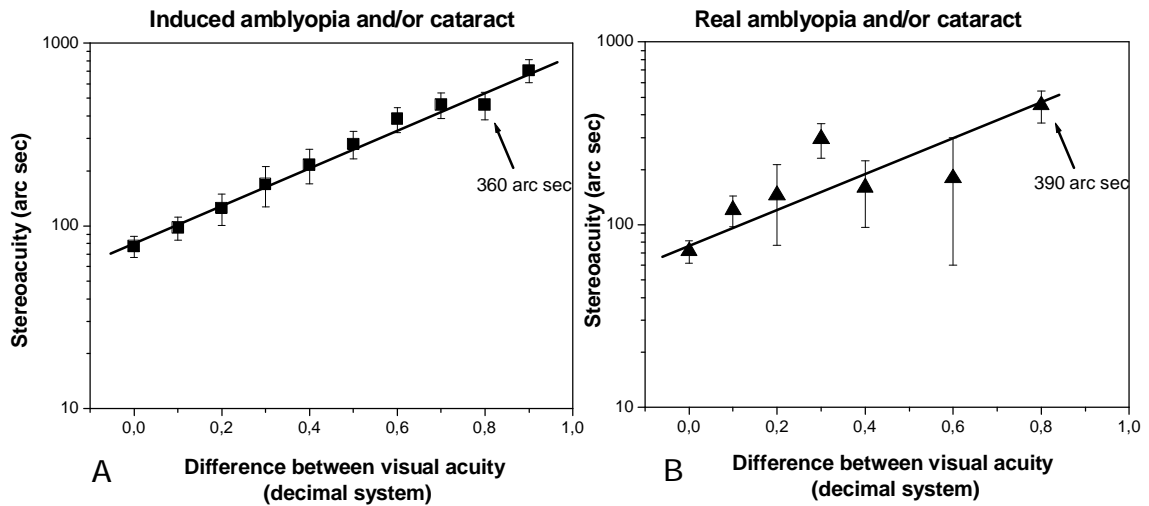 Induced amblyopia and/or cataract
1000
100
10
Stereoacuity (arc sec)
360 arc sec
0,0 0,2 0,4 0,6 0,8 1,0
A
Difference between visual acuity
(decimal system)
Real amblyopia and/or cataract
1000
100
10
Stereoacuity (arc sec)
390 arc sec
0,0 0,2 0,4 0,6 0,8 1,0
B
Difference between visual acuity
(decimal system)